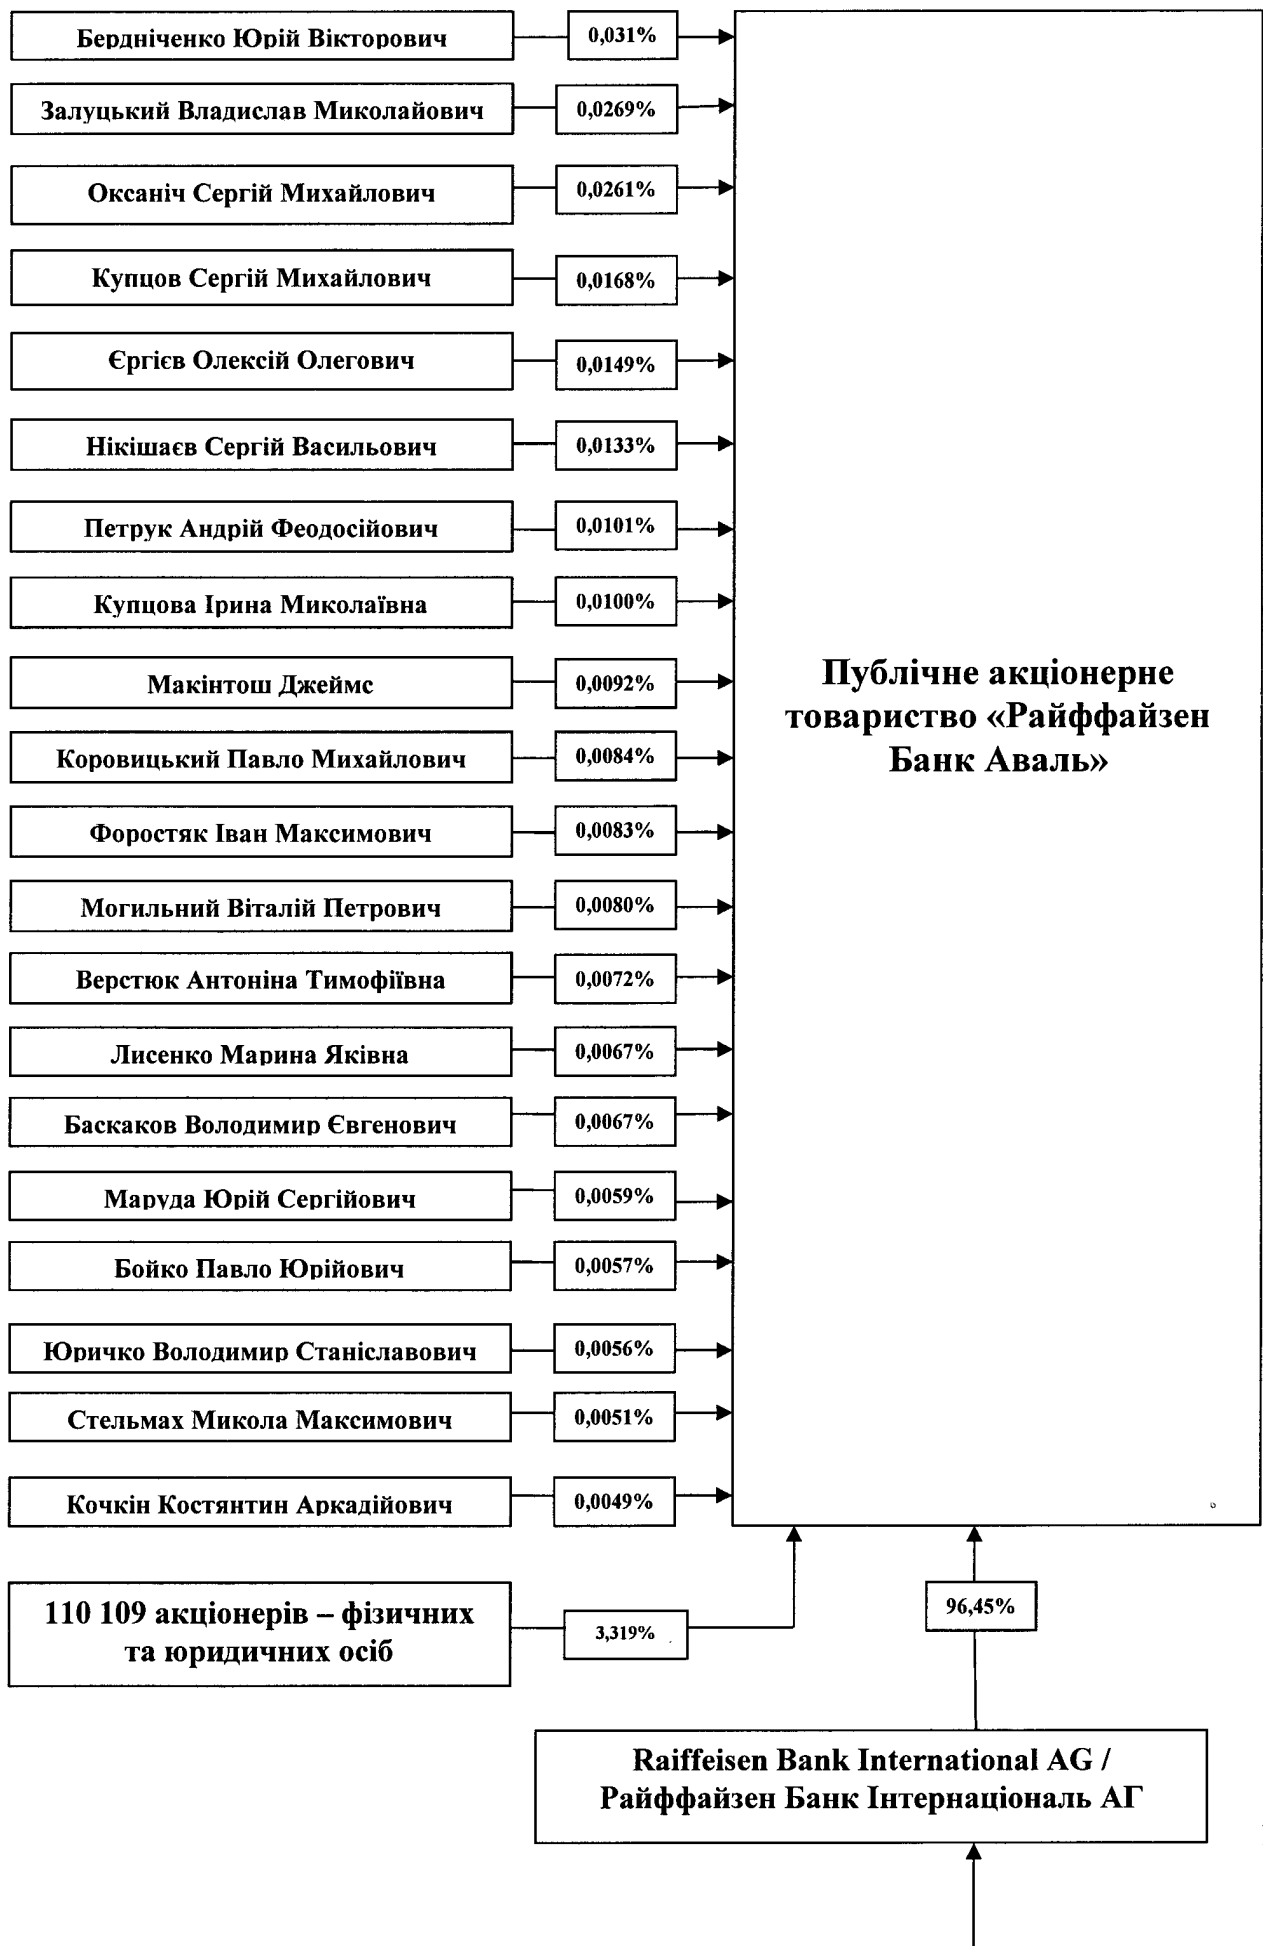 Бердніченко Юрій Вікторович
0,031%
Залуцький Владислав Миколайович
0,0269%
Оксаніч Сергій Михайлович
0,0261%
Купцов Сергій Михайлович
0,0168%
Єргієв Олексій Олегович
0,0149%
Нікішаєв Сергій Васильович
0,0133%
Петрук Андрій Феодосійович
0,0101%
Купцова Ірина Миколаївна
0,0100%
Макінтош Джеймс
0,0092%
Публічне акціонерне
товариство «Райффайзен
Банк Аваль»
Коровицький Павло Михайлович
0,0084%
Форостяк Іван Максимович
0,0083%
Могильний Віталій Петрович
0,0080%
Верстюк Антоніна Тимофіївна
0,0072%
Лисенко Марина Яківна
0,0067%
Баскаков Володимир Євгенович
0,0067%
Маруда Юрій Сергійович
0,0059%
Бойко Павло Юрійович
0,0057%
Юричко Володимир Станіславович
0,0056%
Стельмах Микола Максимович
0,0051%
Кочкін Костянтин Аркадійович
0,0049%
110 109 акціонерів – фізичних
та юридичних осіб
3,319%
96,45%
Raiffeisen Bank International AG /
Райффайзен Банк Інтернаціональ АГ